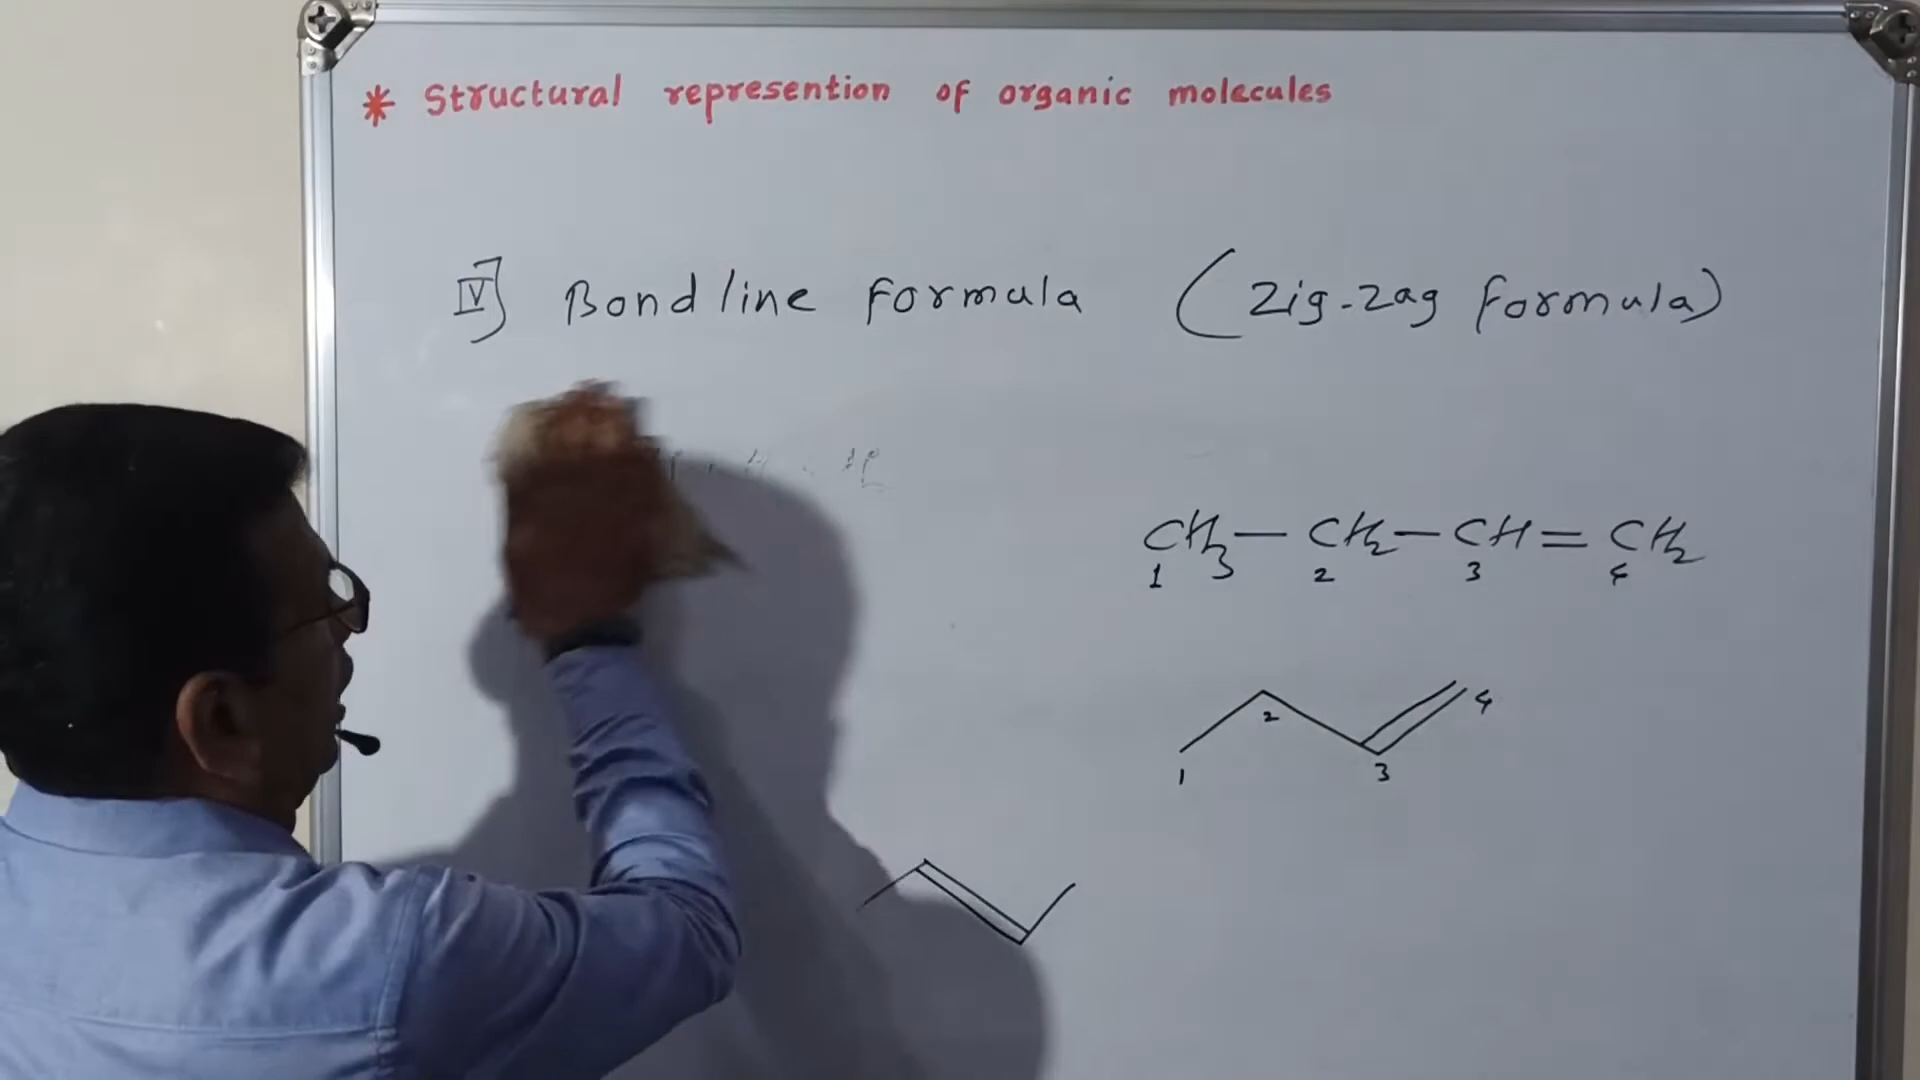 * Structural represention of organic molecules
IV] Bond line formula (Zig-Zag formula)
CH3 — CH2 — CH = CH2
1 2 3 4
2 4
1 3